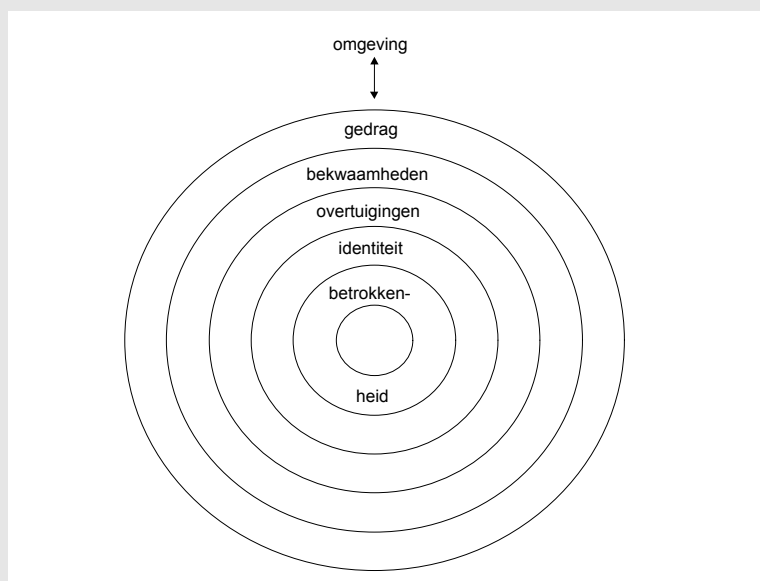 omgeving
gedrag
bekwaamheden
overtuigingen
identiteit
betrokken-
heid